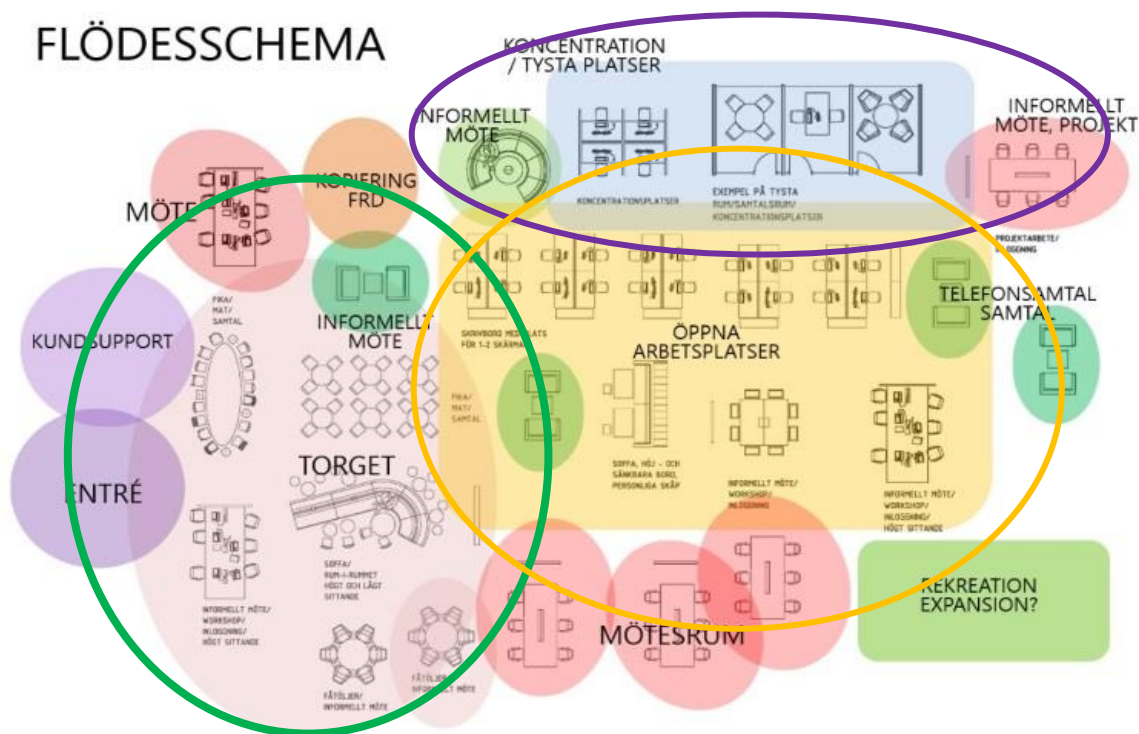 FLÖDESSCHEMA
KONCENTRATION
/ TYSTA PLATSER
INFORMELLT
MÖTE
INFORMELLT
MÖTE, PROJEKT
KONCENTRATIONSPLATSER
EXEMPEL PÅ TYSTA
RUM/SAMTALSRUM/
KONCENTRATIONSPLATSER
KOPIERING
FRD
MÖTE
PROJEKTARBETE/
INLOGGNING
FIKA/
MAT/
SAMTAL
INFORMELLT
MÖTE
KUNDSUPPORT
SKRIVBORD MED PLATS
FÖR 1-2 SKÄRMAR
ÖPPNA
ARBETSPLATSER
TELEFONSAMTAL
SAMTAL
FIKA/
MAT/
SAMTAL
TORGET
ENTRÉ
SOFFA, HÖJ - OCH
SÄNKBARA BORD,
PERSONLIGA SKÅP
INFORMELLT MÖTE/
WORKSHOP/
INLOGGNING
INFORMELLT MÖTE/
WORKSHOP/
INLOGGNING/
HÖGT SITTANDE
SOFFA/
RUM-I-RUMMET
HÖGT OCH LÅGT
SITTANDE
INFORMELLT MÖTE/
WORKSHOP/
INLOGGNING/
HÖGT SITTANDE
REKREATION
EXPANSION?
MÖTESRUM
FÅTÖLJER/
INFORMELLT MÖTE
FÅTÖLJER/
INFORMELLT MÖTE